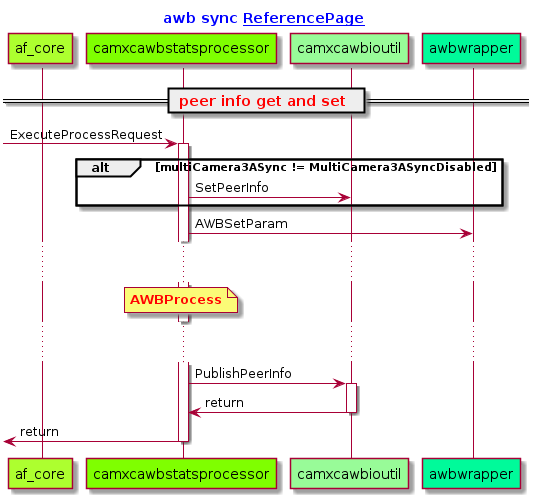 awb sync ReferencePage
af_core camxcawbstatsprocessor camxcawbioutil awbwrapper
peer info get and set
ExecuteProcessRequest
alt [multiCamera3ASync != MultiCamera3ASyncDisabled]
SetPeerInfo
AWBSetParam
AWBProcess
PublishPeerInfo
return
return
af_core camxcawbstatsprocessor camxcawbioutil awbwrapper